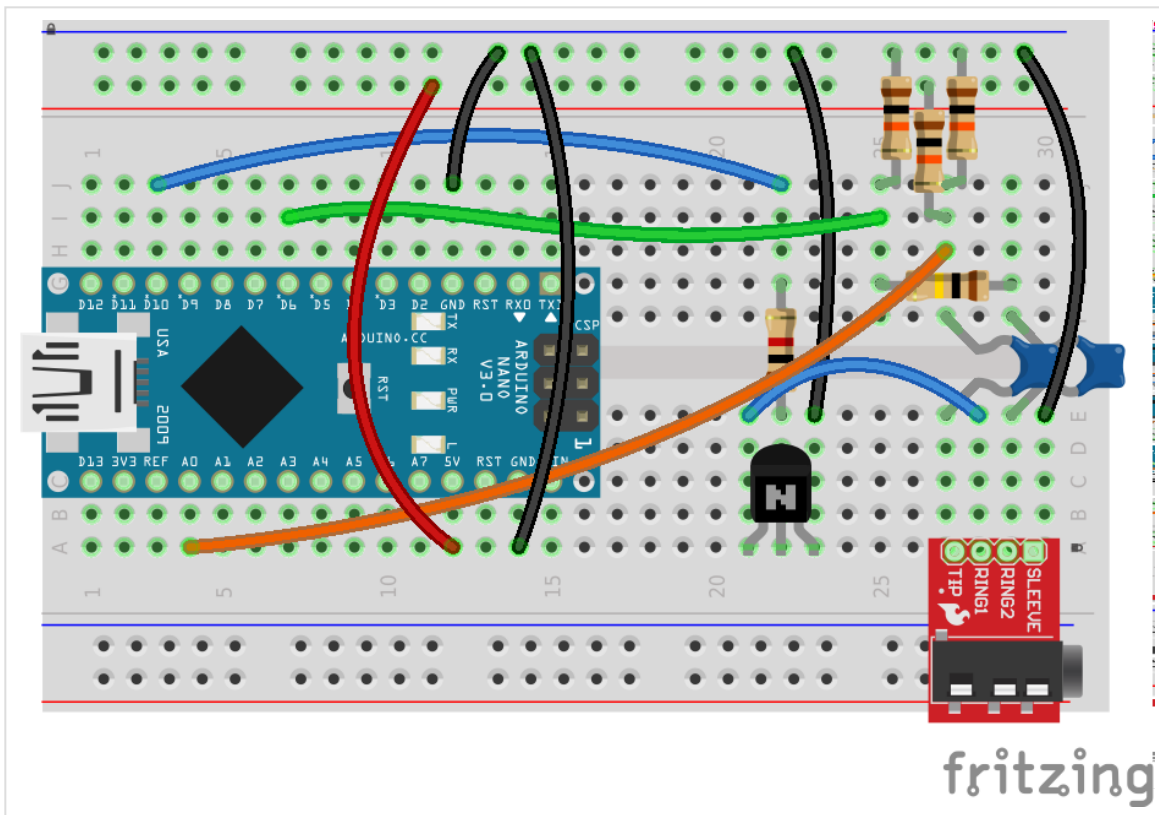 1 5 10 15 20 25 30
J
I
H
G
D12 D11 D10 D9 D8 D7 D6 D5 D3 D2 GND RST RX0 TX1
USA
ARDUINO.CC
TX
RX
PWR
L
RST
ARDUINO
NANO
V3.0
ICSP
1
2009
E
D13 3V3 REF A0 A1 A2 A3 A4 A5 A7 5V RST GND VIN
D
C
B
A
N
TIP RING1 RING2 SLEEVE
1 5 10 15 20 25
fritzing